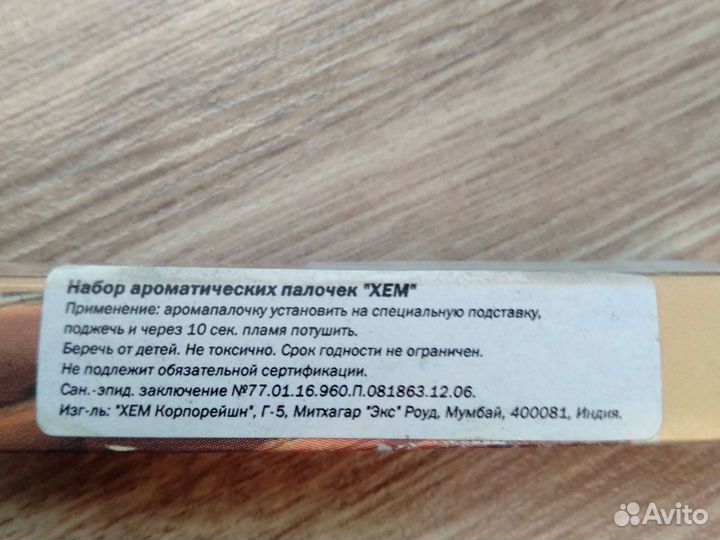 Набор ароматических палочек "ХЕМ"
Применение: аромапалочку установить на специальную подставку,
поджечь и через 10 сек. пламя потушить.
Беречь от детей. Не токсично. Срок годности не ограничен.
Не подлежит обязательной сертификации.
Сан.-эпид. заключение №77.01.16.960.П.081863.12.06.
Изг-ль: "ХЕМ Корпорейшн", Г-5, Митхагар "Экс" Роуд, Мумбай, 400081, Индия.
Avito